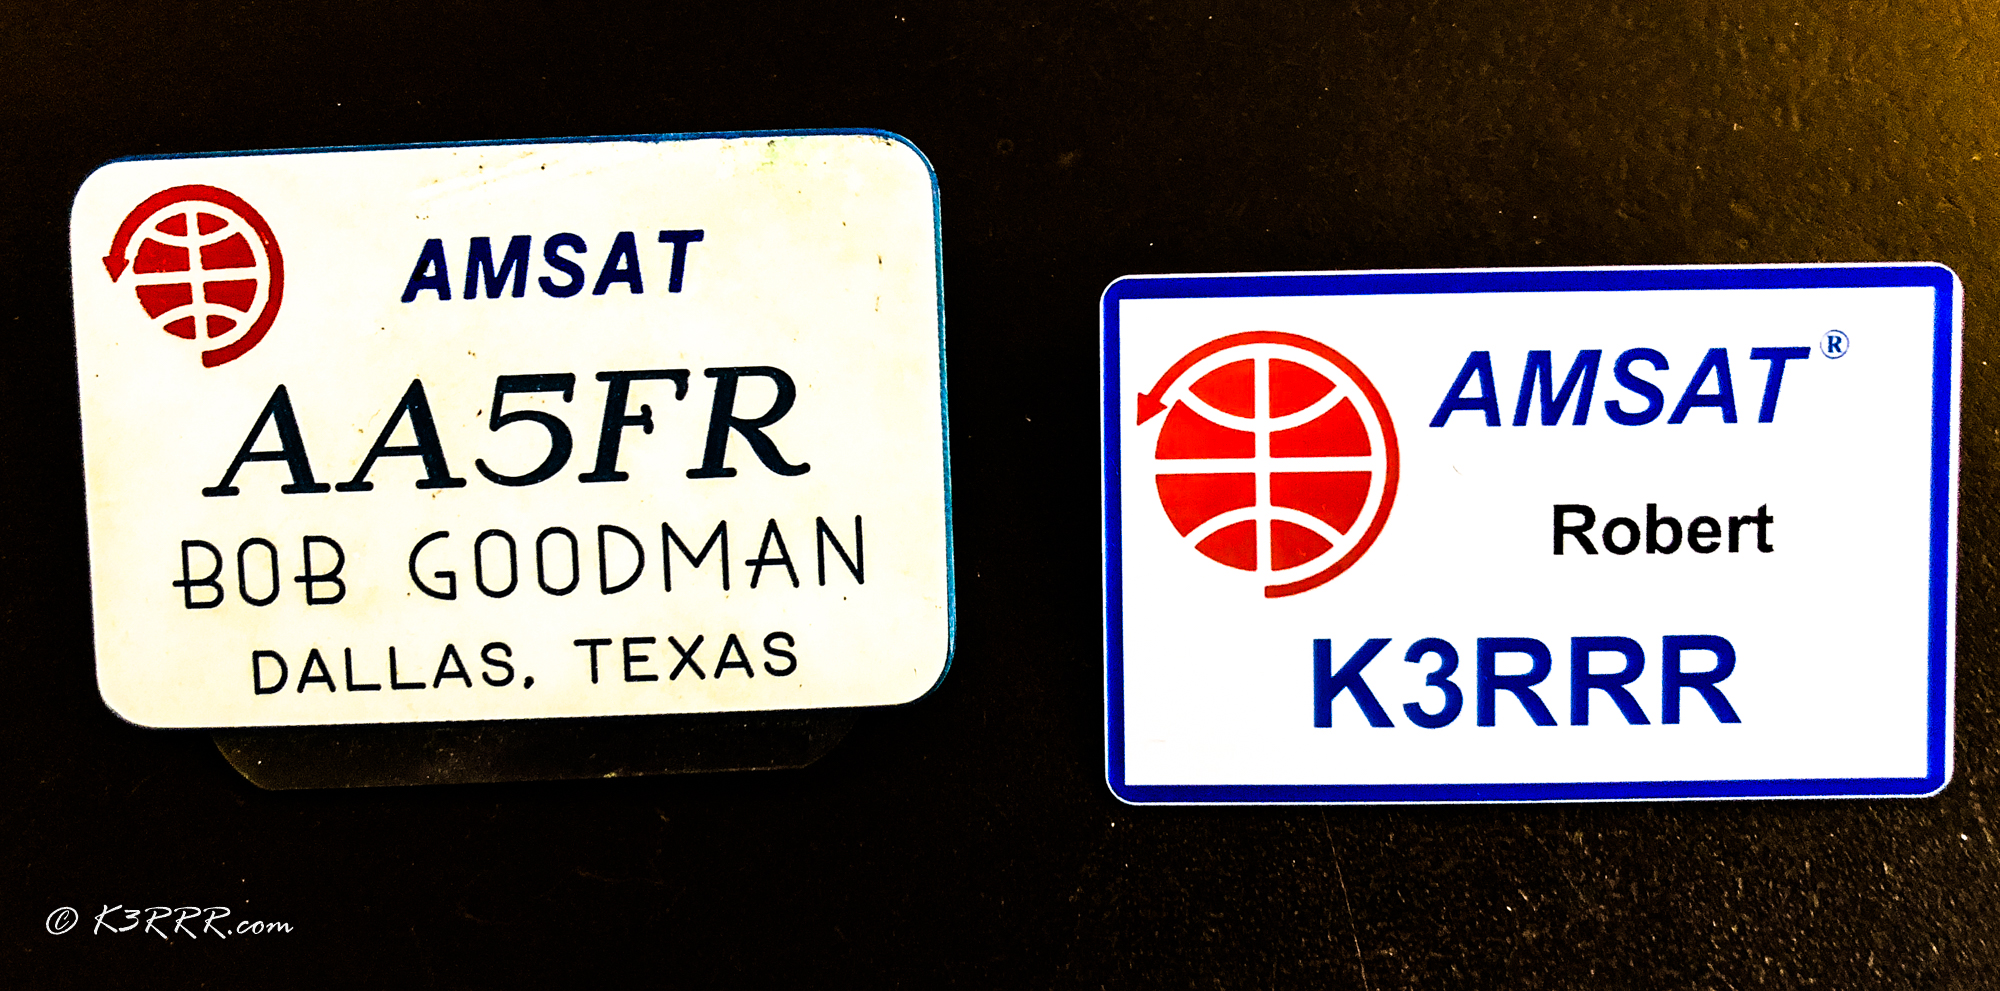 AMSAT
AA5FR
BOB GOODMAN
DALLAS, TEXAS
AMSAT®
Robert
K3RRR
© K3RRR.com